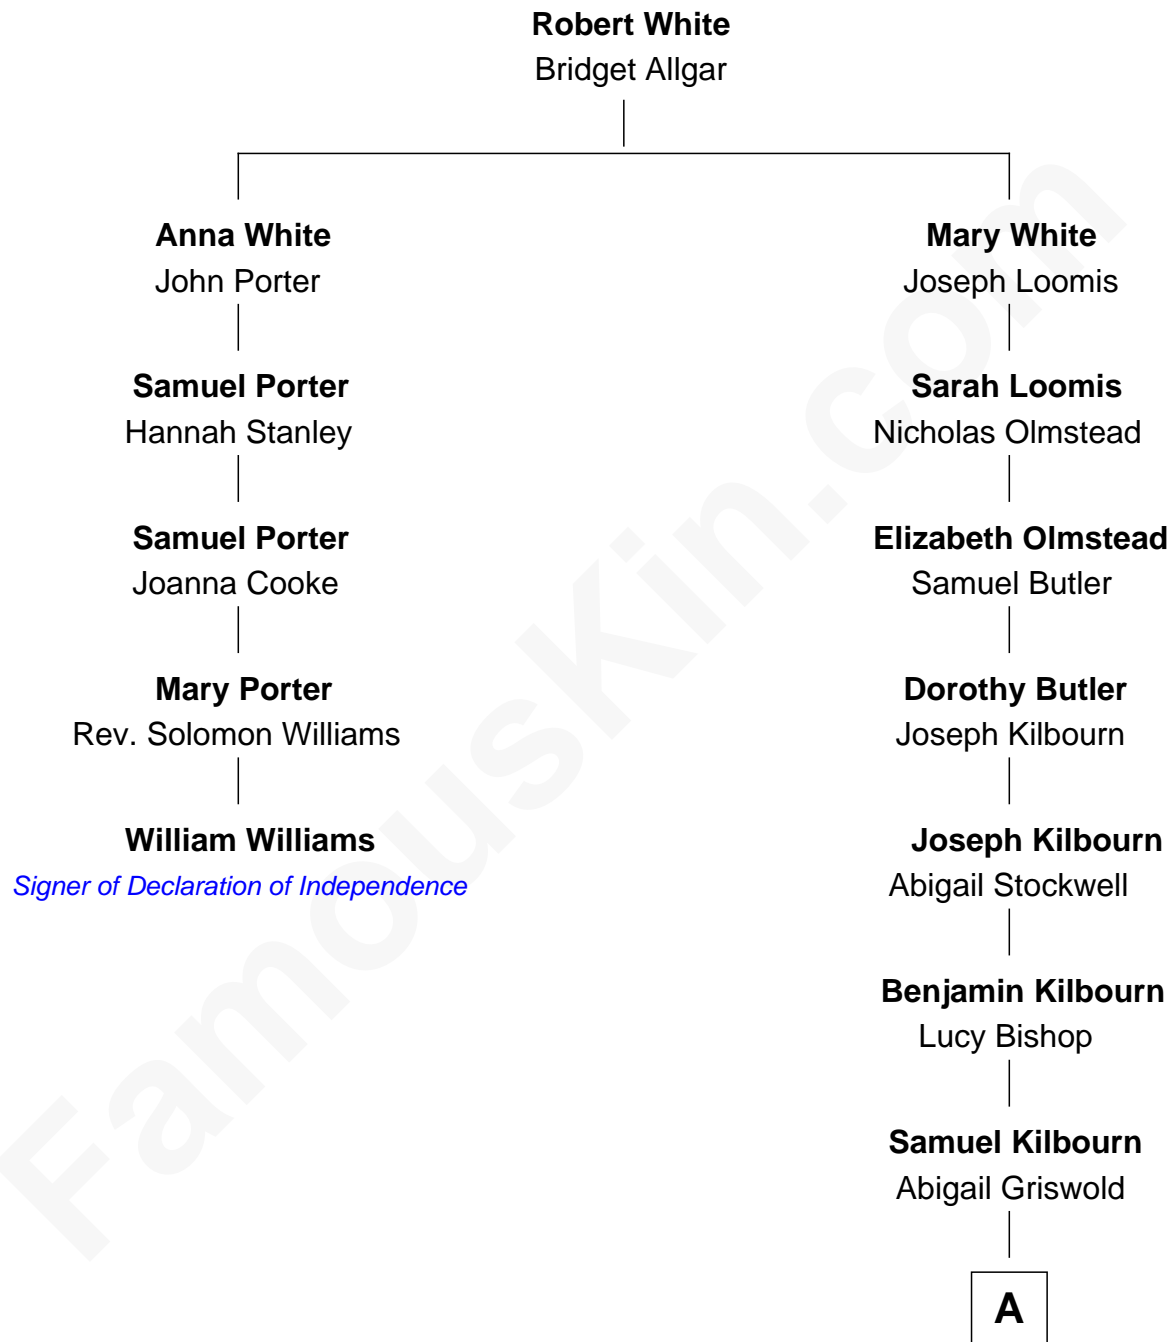 Robert White
Bridget Allgar
Anna White
John Porter
Samuel Porter
Hannah Stanley
Samuel Porter
Joanna Cooke
Mary Porter
Rev. Solomon Williams
William Williams
Signer of Declaration of Independence
Mary White
Joseph Loomis
Sarah Loomis
Nicholas Olmstead
Elizabeth Olmstead
Samuel Butler
Dorothy Butler
Joseph Kilbourn
Joseph Kilbourn
Abigail Stockwell
Benjamin Kilbourn
Lucy Bishop
Samuel Kilbourn
Abigail Griswold
A
FamousKin.com